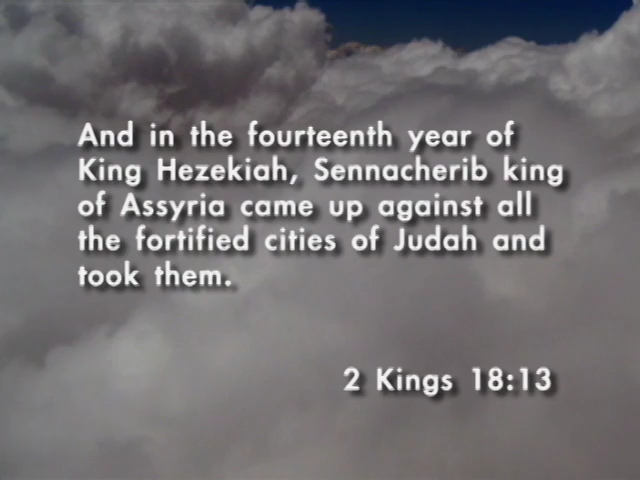 And in the fourteenth year of
King Hezekiah, Sennacherib king
of Assyria came up against all
the fortified cities of Judah and
took them.
2 Kings 18:13